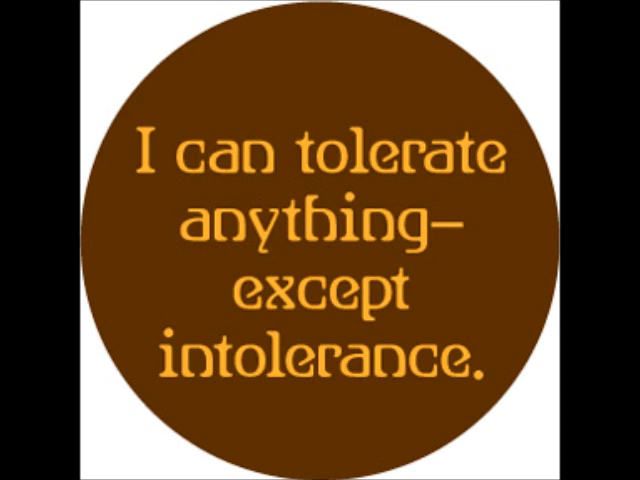 I can tolerate
anything—
except
intolerance.